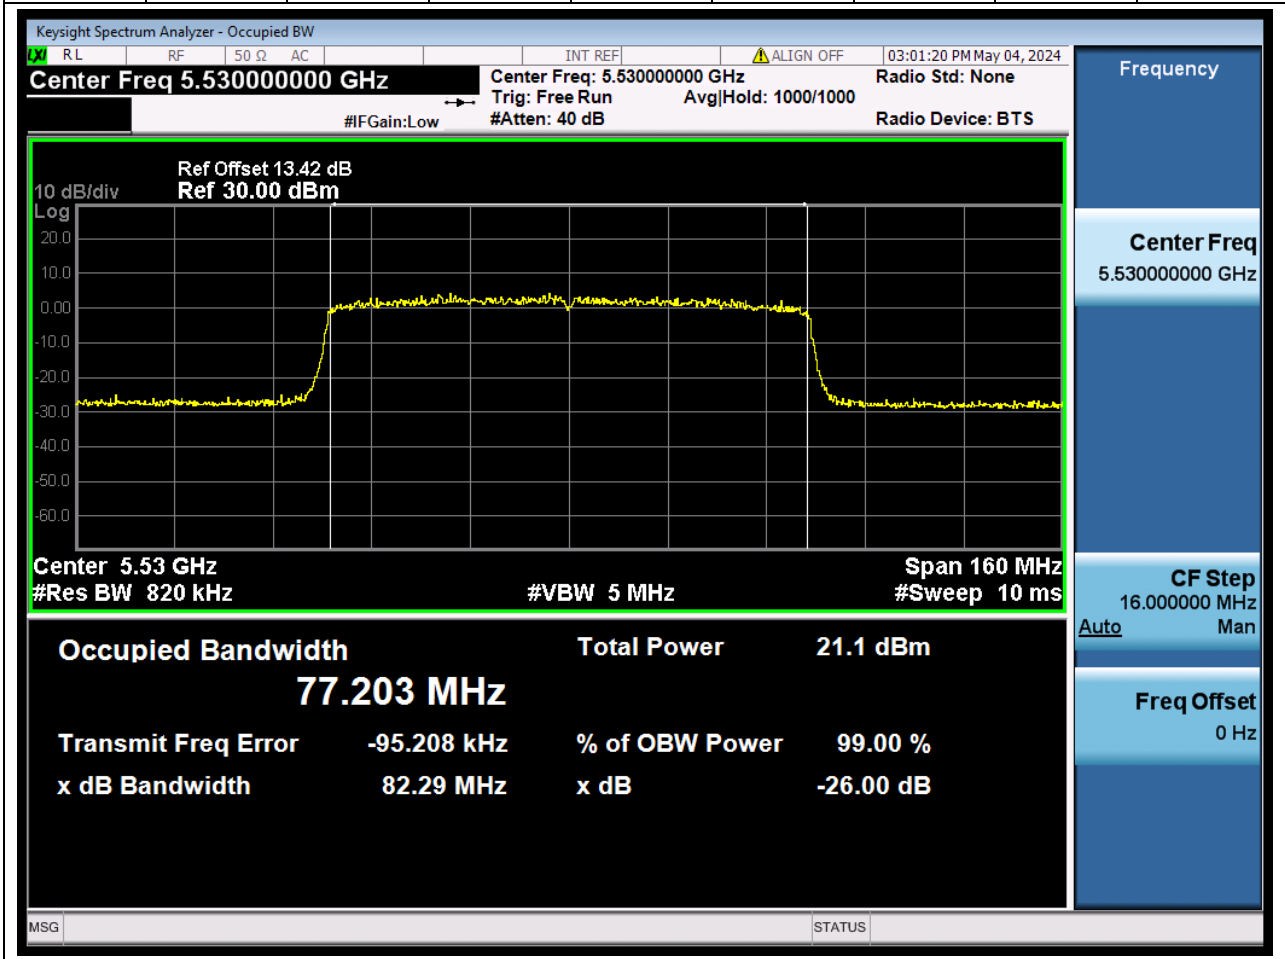 Keysight Spectrum Analyzer - Occupied BW
LXI RL RF 50 Ω AC INT REF ALIGN OFF 03:01:20 PM May 04, 2024
Center Freq 5.530000000 GHz
Center Freq: 5.530000000 GHz Radio Std: None
Trig: Free Run Avg|Hold: 1000/1000
#IFGain:Low #Atten: 40 dB Radio Device: BTS
Ref Offset 13.42 dB
10 dB/div Ref 30.00 dBm
Log
20.0
10.0
0.00
-10.0
-20.0
-30.0
-40.0
-50.0
-60.0
Center 5.53 GHz Span 160 MHz
#Res BW 820 kHz #VBW 5 MHz #Sweep 10 ms
Occupied Bandwidth Total Power 21.1 dBm
77.203 MHz
Transmit Freq Error -95.208 kHz % of OBW Power 99.00 %
x dB Bandwidth 82.29 MHz x dB -26.00 dB
Frequency
Center Freq
5.530000000 GHz
CF Step
16.000000 MHz
Auto Man
Freq Offset
0 Hz
MSG STATUS